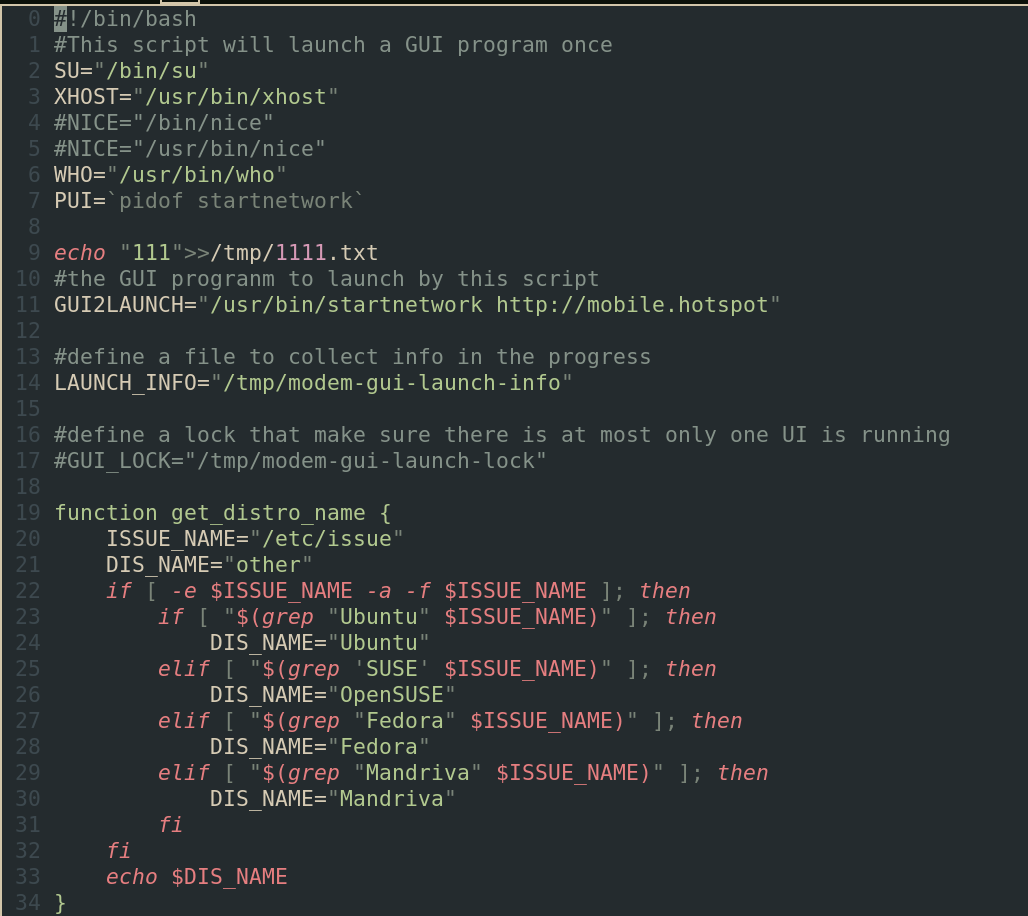 0 #!/bin/bash
1 #This script will launch a GUI program once
2 SU="/bin/su"
3 XHOST="/usr/bin/xhost"
4 #NICE="/bin/nice"
5 #NICE="/usr/bin/nice"
6 WHO="/usr/bin/who"
7 PUI=`pidof startnetwork`
8
9 echo "111">>/tmp/1111.txt
10 #the GUI progranm to launch by this script
11 GUI2LAUNCH="/usr/bin/startnetwork http://mobile.hotspot"
12
13 #define a file to collect info in the progress
14 LAUNCH_INFO="/tmp/modem-gui-launch-info"
15
16 #define a lock that make sure there is at most only one UI is running
17 #GUI_LOCK="/tmp/modem-gui-launch-lock"
18
19 function get_distro_name {
20     ISSUE_NAME="/etc/issue"
21     DIS_NAME="other"
22     if [ -e $ISSUE_NAME -a -f $ISSUE_NAME ]; then
23         if [ "$(grep "Ubuntu" $ISSUE_NAME)" ]; then
24             DIS_NAME="Ubuntu"
25         elif [ "$(grep 'SUSE' $ISSUE_NAME)" ]; then
26             DIS_NAME="OpenSUSE"
27         elif [ "$(grep "Fedora" $ISSUE_NAME)" ]; then
28             DIS_NAME="Fedora"
29         elif [ "$(grep "Mandriva" $ISSUE_NAME)" ]; then
30             DIS_NAME="Mandriva"
31         fi
32     fi
33     echo $DIS_NAME
34 }